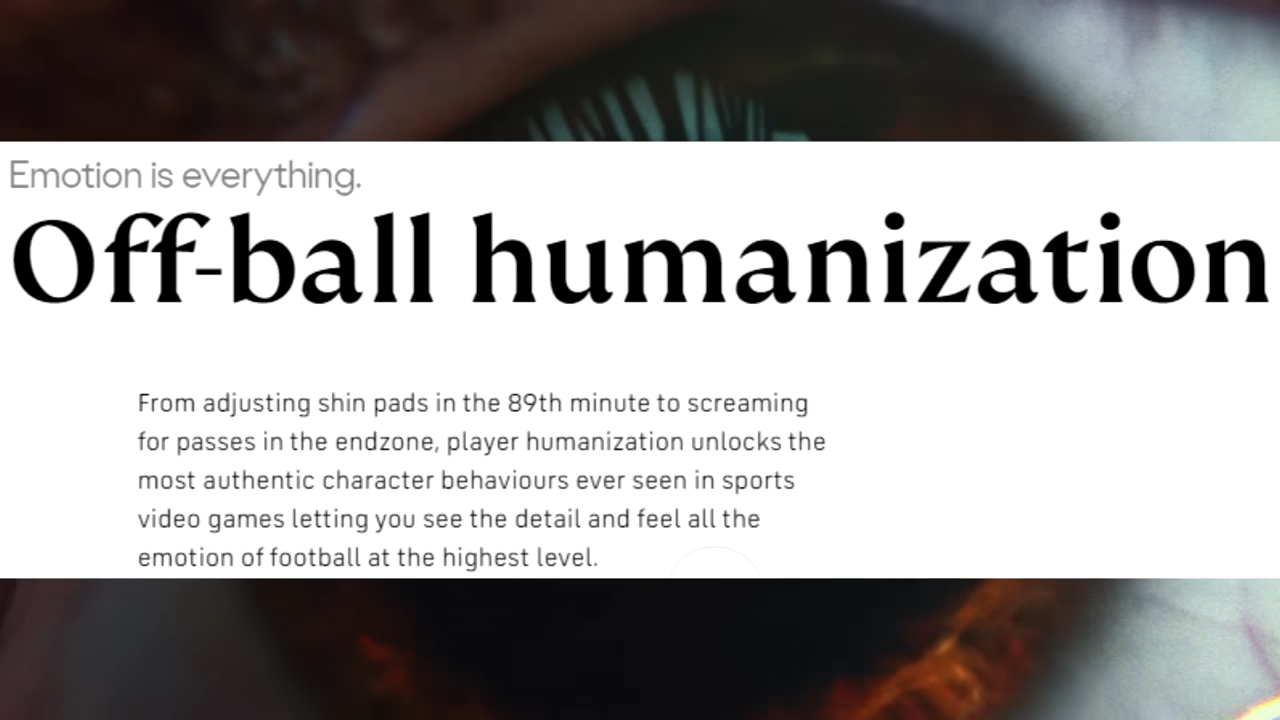 Emotion is everything.
Off-ball humanization
From adjusting shin pads in the 89th minute to screaming
for passes in the endzone, player humanization unlocks the
most authentic character behaviours ever seen in sports
video games letting you see the detail and feel all the
emotion of football at the highest level.